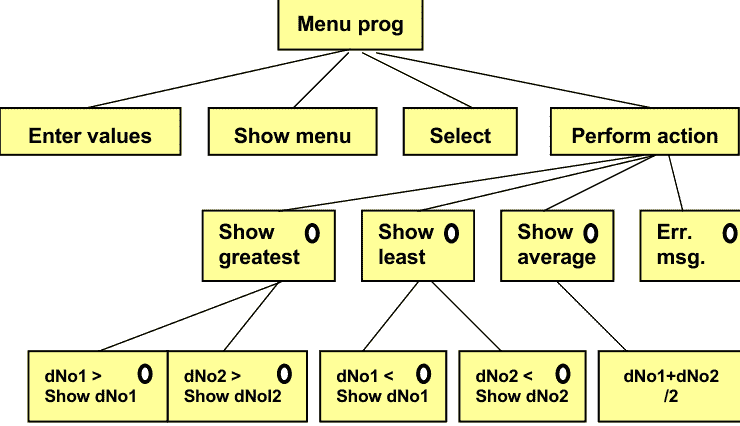 Menu prog
Enter values
Show menu
Select
Perform action
Show
greatest
Show
least
Show
average
Err.
msg.
dNo1 >
Show dNo1
dNo2 >
Show dNol2
dNo1 <
Show dNo1
dNo2 <
Show dNo2
dNo1+dNo2
/2